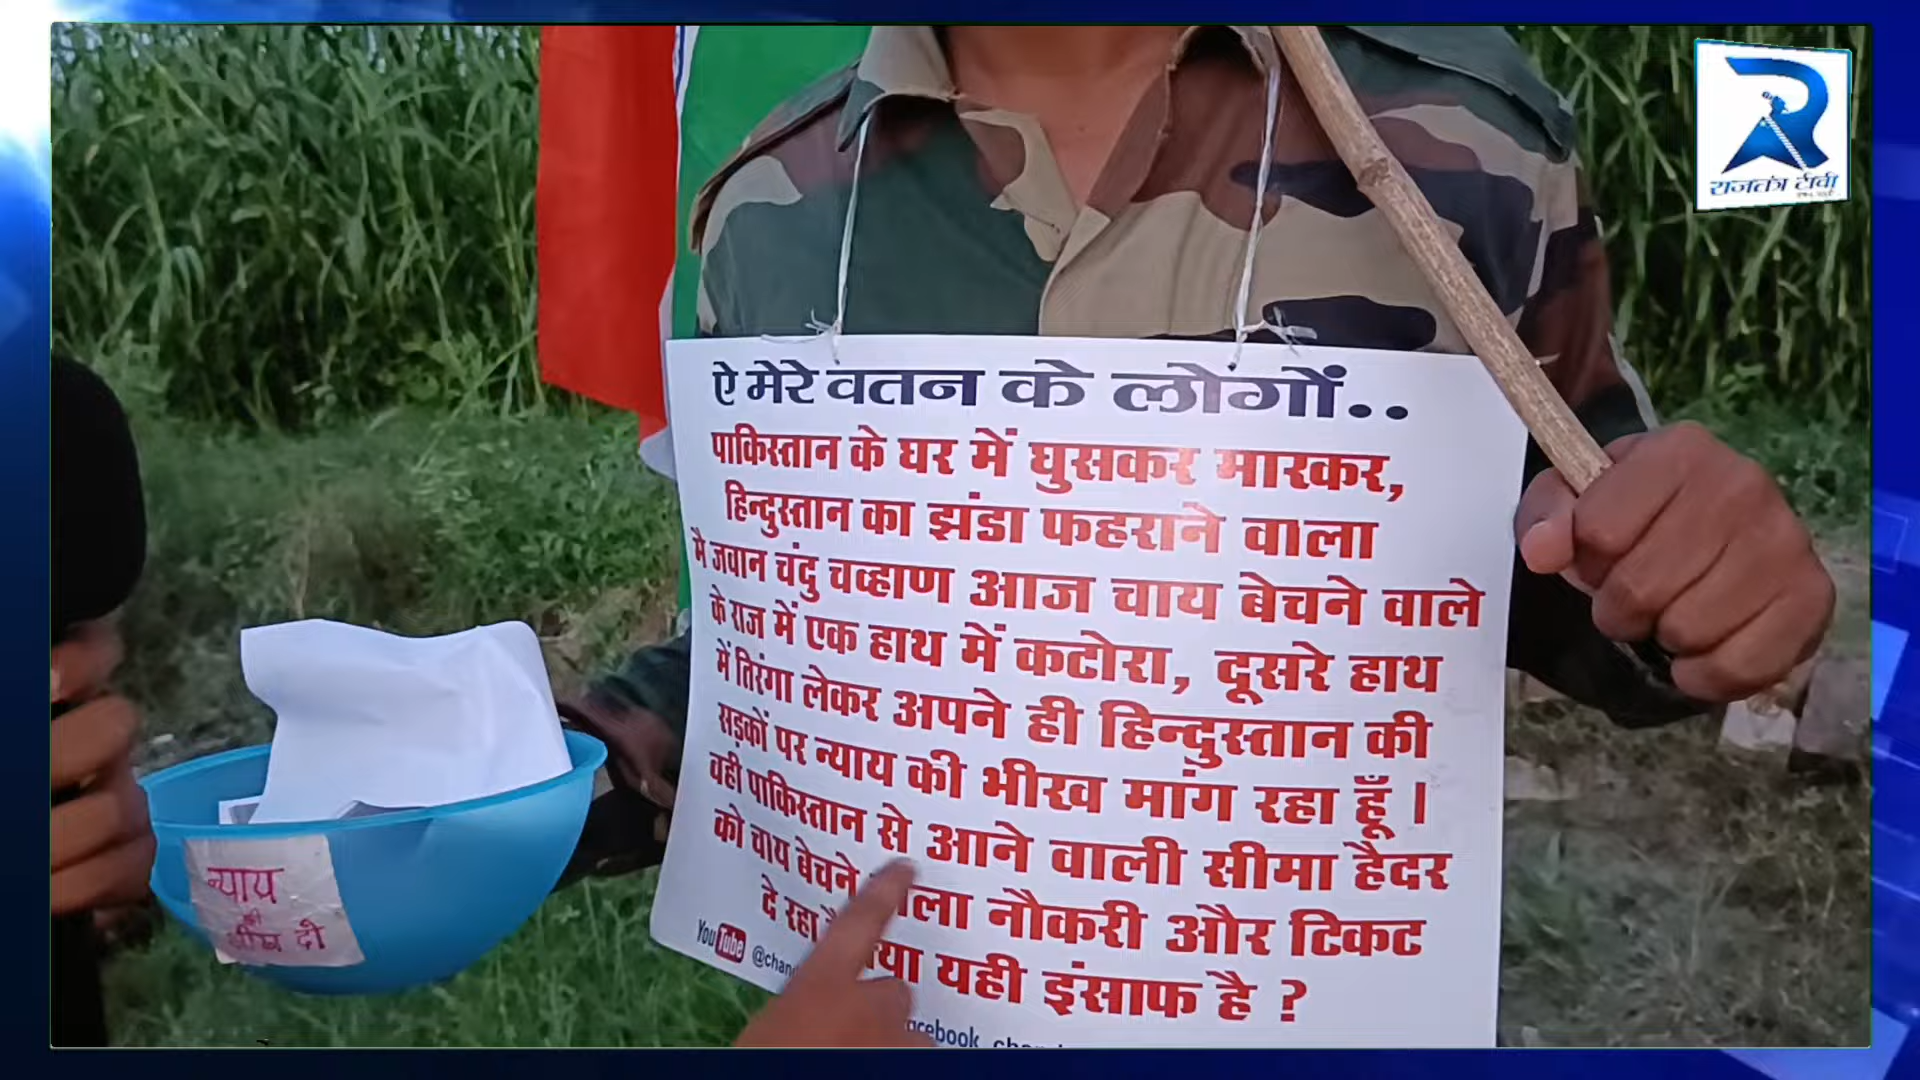 राजतंत्र टीवी
ऐ मेरे वतन के लोगों..
पाकिस्तान के घर में घुसकर मारकर,
हिन्दुस्तान का झंडा फहराने वाला
मै जवान चंदु चव्हाण आज चाय बेचने वाले
के राज में एक हाथ में कटोरा, दूसरे हाथ
में तिरंगा लेकर अपने ही हिन्दुस्तान की
सड़कों पर न्याय की भीख मांग रहा हूँ ।
वही पाकिस्तान से आने वाली सीमा हैदर
को चाय बेचने नौकरी और टिकट
दे रहा यही इंसाफ है ?
YouTube
न्याय
की
भीख दो